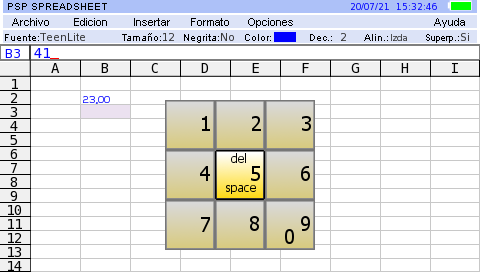 PSP SPREADSHEET 20/07/21 15:32:46
Archivo Edicion Insertar Formato Opciones Ayuda
Fuente:TeenLite Tamaño:12 Negrita:No Color: Dec.: 2 Alin.:Izda Superp.:Si
B3 41_
A B C D E F G H I
1
2 23,00
3
4
5
6
7
8
9
10
11
12
13
14
1 2 3
del
4 5 6
space
7 8 9
0